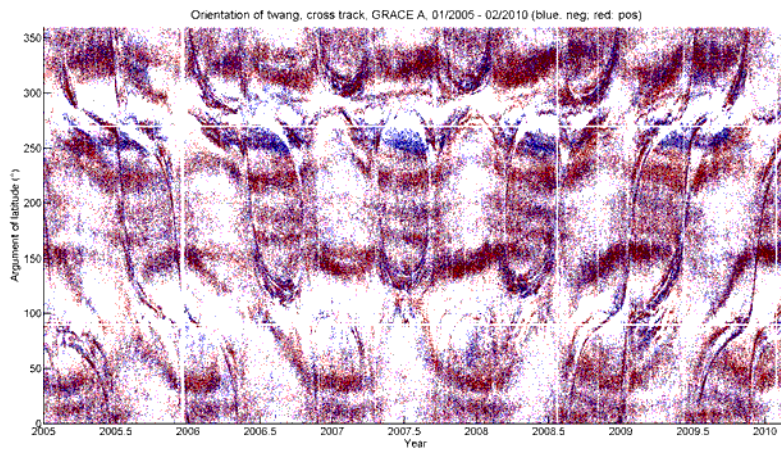 Orientation of twang, cross track, GRACE A, 01/2005 - 02/2010 (blue. neg; red: pos)
350
300
250
200
150
100
50
0
Argument of latitude (°)
2005 2005.5 2006 2006.5 2007 2007.5 2008 2008.5 2009 2009.5 2010
Year